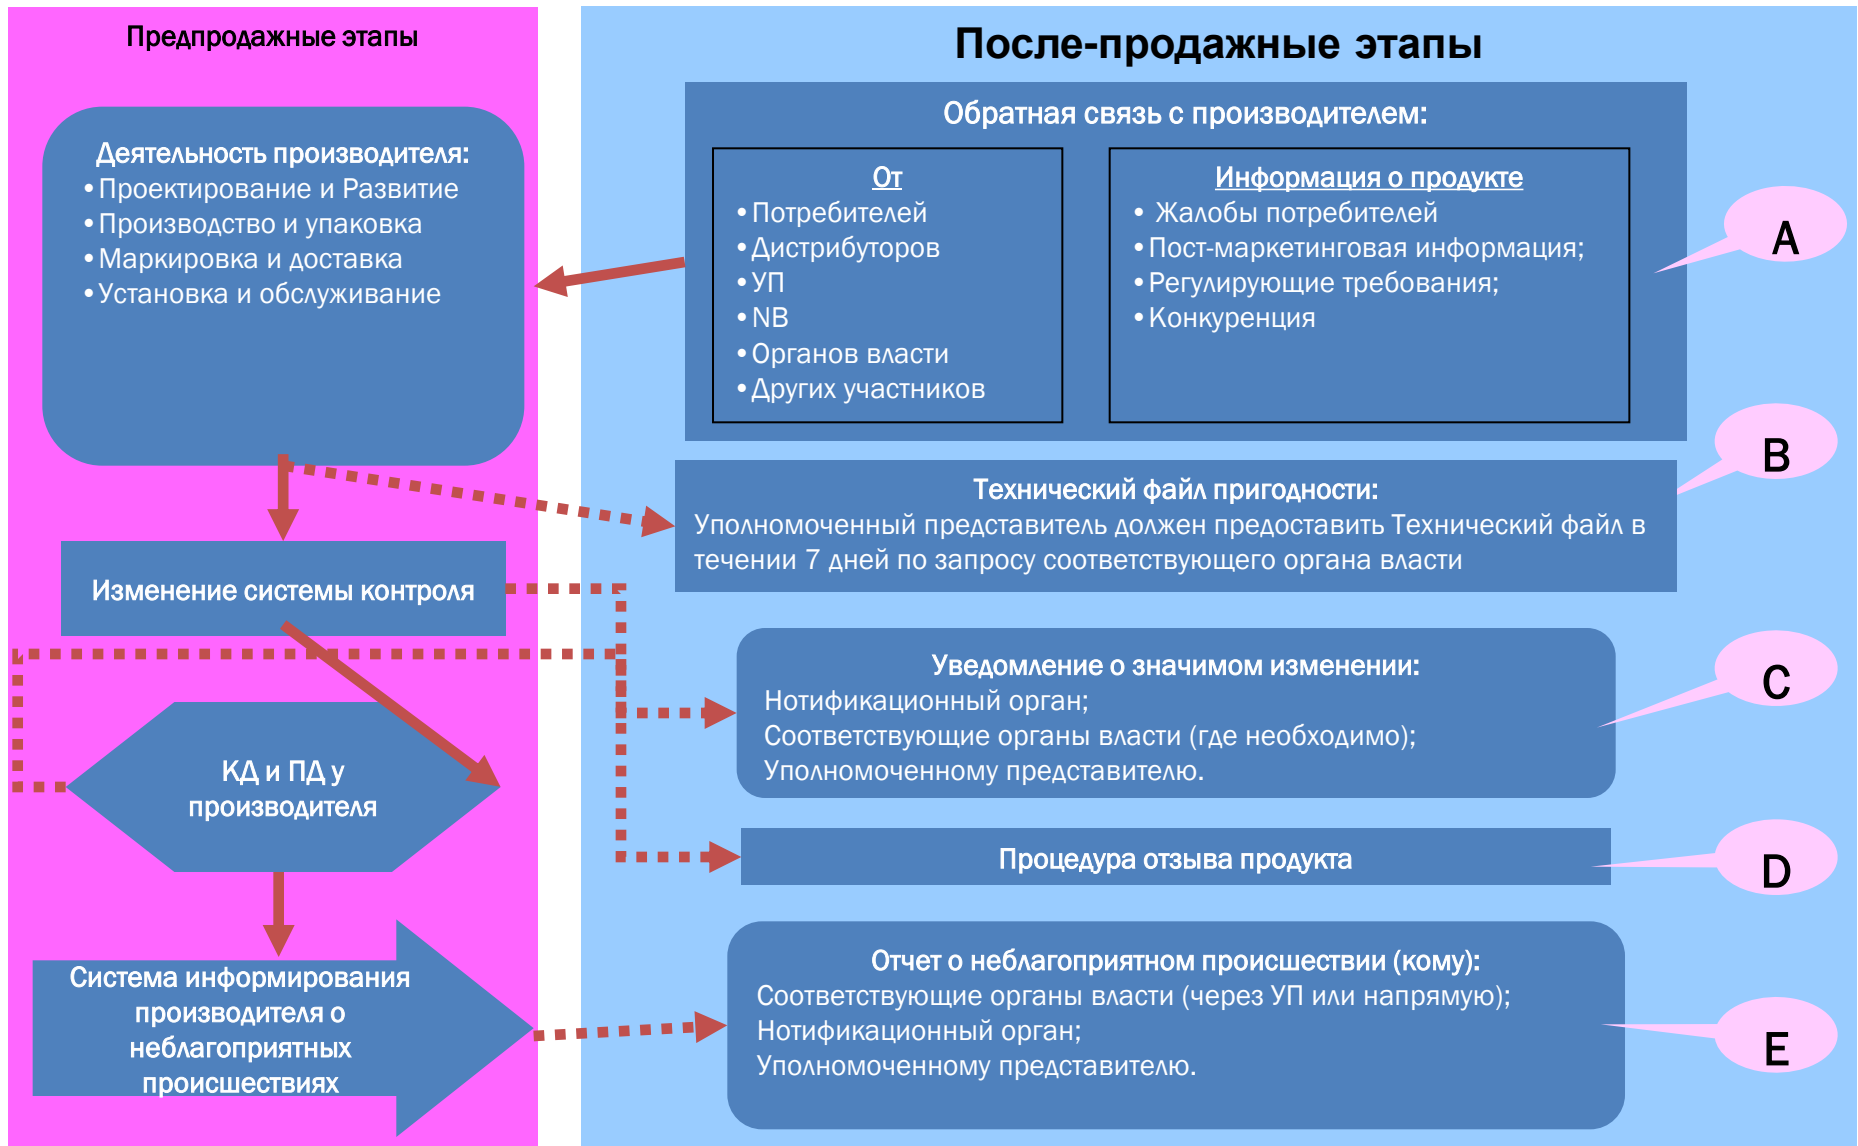 Предпродажные этапы
Деятельность производителя:
•Проектирование и Развитие
•Производство и упаковка
•Маркировка и доставка
•Установка и обслуживание
Изменение системы контроля
КД и ПД у
производителя
Система информирования
производителя о
неблагоприятных
происшествиях
После-продажные этапы
Обратная связь с производителем:
От
•Потребителей
•Дистрибуторов
•УП
•NB
•Органов власти
•Других участников
Информация о продукте
• Жалобы потребителей
•Пост-маркетинговая информация;
•Регулирующие требования;
•Конкуренция
A
Технический файл пригодности:
Уполномоченный представитель должен предоставить Технический файл в
течении 7 дней по запросу соответствующего органа власти
B
Уведомление о значимом изменении:
Нотификационный орган;
Соответствующие органы власти (где необходимо);
Уполномоченному представителю.
C
Процедура отзыва продукта
D
Отчет о неблагоприятном происшествии (кому):
Соответствующие органы власти (через УП или напрямую);
Нотификационный орган;
Уполномоченному представителю.
E